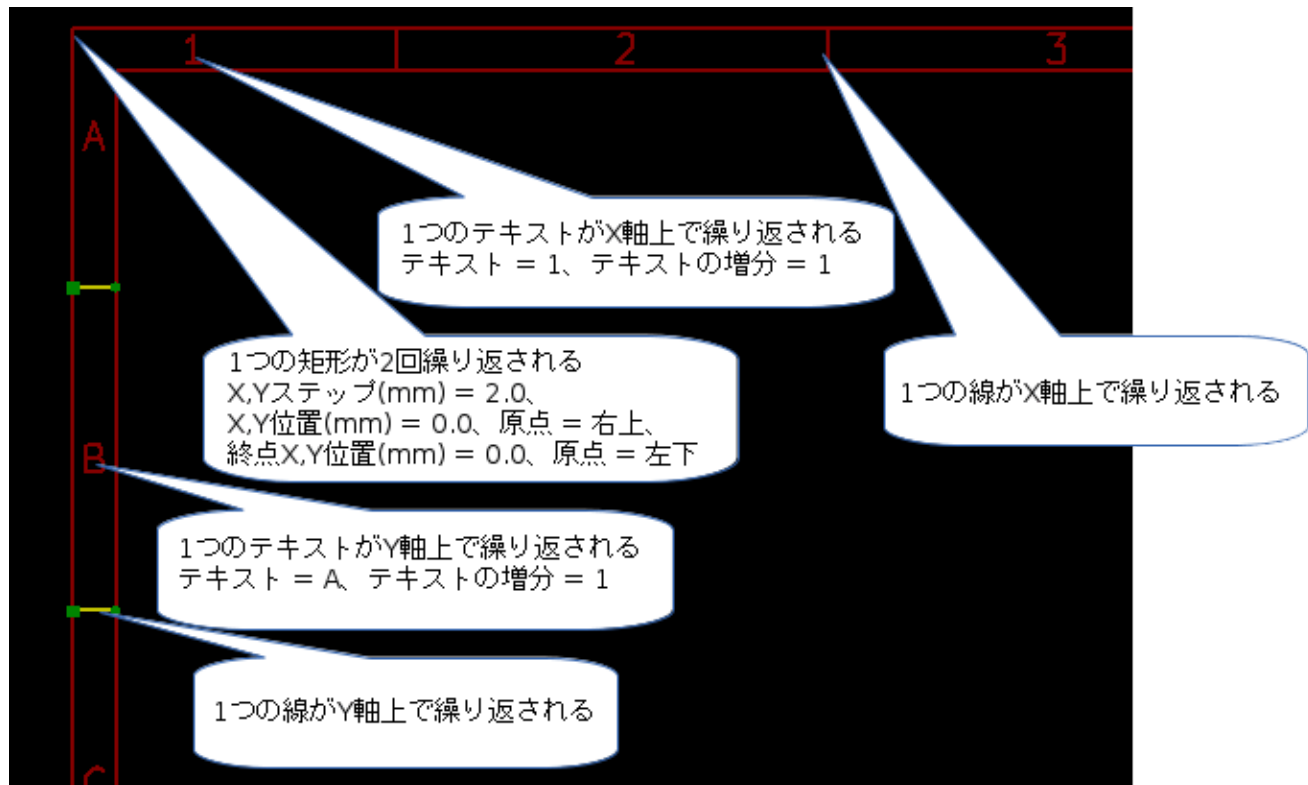 1
2
3
A
1つのテキストがX軸上で繰り返される
テキスト = 1、テキストの増分 = 1
1つの矩形が2回繰り返される
X,Yステップ(mm) = 2.0、
X,Y位置(mm) = 0.0、原点 = 右上、
終点X,Y位置(mm) = 0.0、原点 = 左下
1つの線がX軸上で繰り返される
B
1つのテキストがY軸上で繰り返される
テキスト = A、テキストの増分 = 1
1つの線がY軸上で繰り返される
C